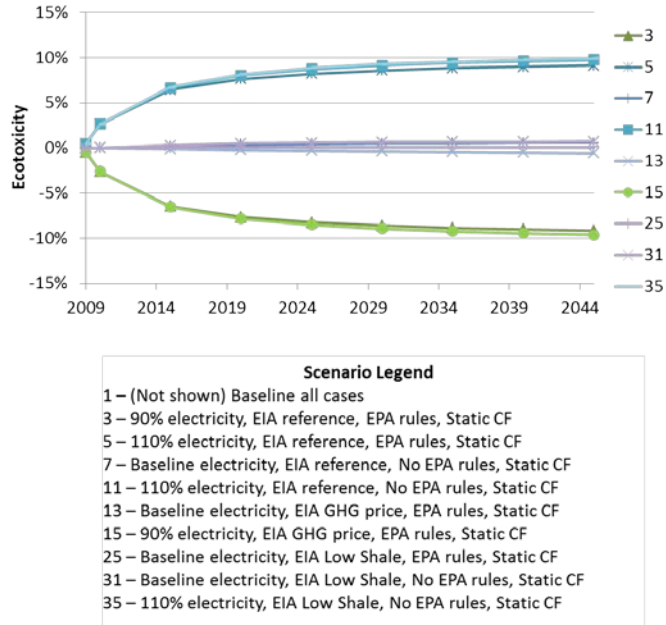 15%
10%
5%
0%
-5%
-10%
-15%
Ecotoxicity
2009 2014 2019 2024 2029 2034 2039 2044
3
5
7
11
13
15
25
31
35
Scenario Legend
1 – (Not shown) Baseline all cases
3 – 90% electricity, EIA reference, EPA rules, Static CF
5 – 110% electricity, EIA reference, EPA rules, Static CF
7 – Baseline electricity, EIA reference, No EPA rules, Static CF
11 – 110% electricity, EIA reference, No EPA rules, Static CF
13 – Baseline electricity, EIA GHG price, EPA rules, Static CF
15 – 90% electricity, EIA GHG price, EPA rules, Static CF
25 – Baseline electricity, EIA Low Shale, EPA rules, Static CF
31 – Baseline electricity, EIA Low Shale, No EPA rules, Static CF
35 – 110% electricity, EIA Low Shale, No EPA rules, Static CF